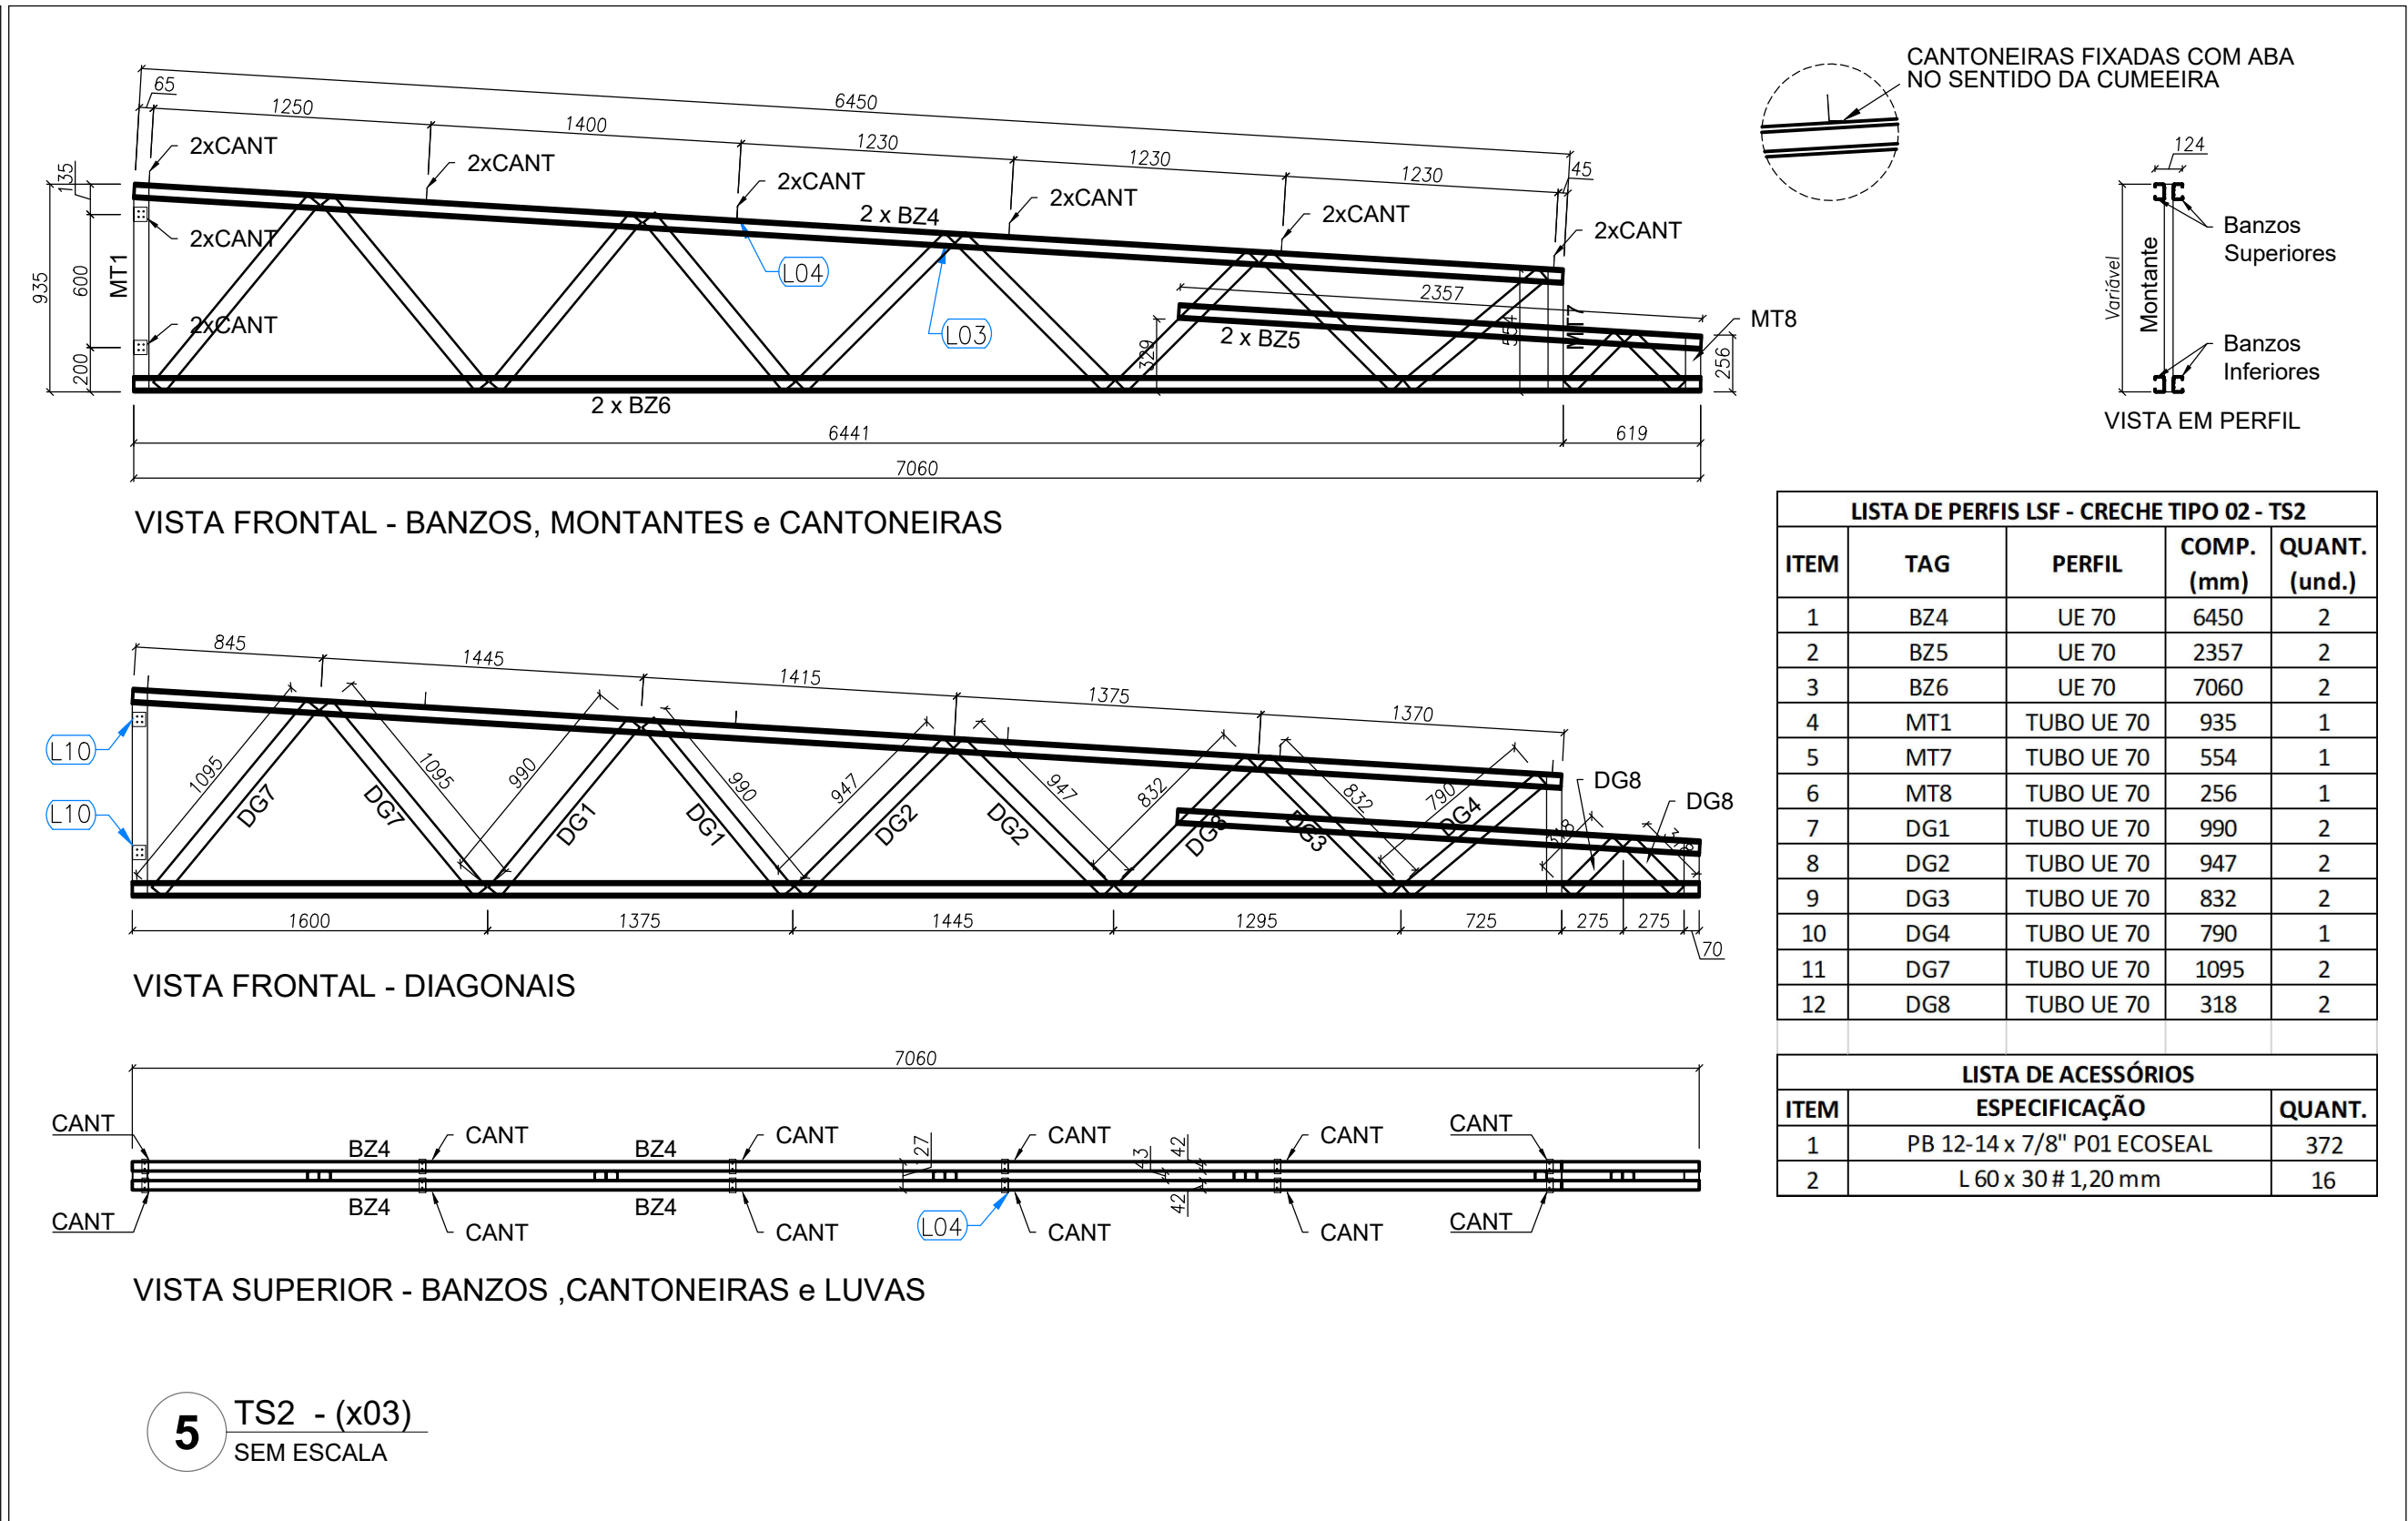 CANTONEIRAS FIXADAS COM ABA
NO SENTIDO DA CUMEEIRA
65
1250
1400
6450
1230
1230
1230
45
135
935
600
200
MT1
2xCANT
2xCANT
2xCANT
2xCANT
2xCANT
2xCANT
2xCANT
2xCANT
2 x BZ4
L04
L03
2357
2 x BZ5
329
554
MT7
MT8
256
2 x BZ6
6441
619
7060
124
Variável
Montante
Banzos
Superiores
Banzos
Inferiores
VISTA EM PERFIL
VISTA FRONTAL - BANZOS, MONTANTES e CANTONEIRAS
845
1445
1415
1375
1370
L10
L10
1095
DG7
1095
DG7
990
DG1
990
DG1
947
DG2
947
DG2
832
DG3
832
DG3
790
DG4
DG8
DG8
318
318
1600
1375
1445
1295
725
275
275
70
VISTA FRONTAL - DIAGONAIS
7060
CANT
CANT
BZ4
CANT
BZ4
CANT
127
CANT
43
42
CANT
CANT
CANT
BZ4
CANT
BZ4
CANT
L04
CANT
42
CANT
CANT
VISTA SUPERIOR - BANZOS ,CANTONEIRAS e LUVAS
5
TS2 - (x03)
SEM ESCALA
LISTA DE PERFIS LSF - CRECHE TIPO 02 - TS2
ITEM TAG PERFIL COMP. (mm) QUANT. (und.)
1 BZ4 UE 70 6450 2
2 BZ5 UE 70 2357 2
3 BZ6 UE 70 7060 2
4 MT1 TUBO UE 70 935 1
5 MT7 TUBO UE 70 554 1
6 MT8 TUBO UE 70 256 1
7 DG1 TUBO UE 70 990 2
8 DG2 TUBO UE 70 947 2
9 DG3 TUBO UE 70 832 2
10 DG4 TUBO UE 70 790 1
11 DG7 TUBO UE 70 1095 2
12 DG8 TUBO UE 70 318 2
LISTA DE ACESSÓRIOS
ITEM ESPECIFICAÇÃO QUANT.
1 PB 12-14 x 7/8" P01 ECOSEAL 372
2 L 60 x 30 # 1,20 mm 16